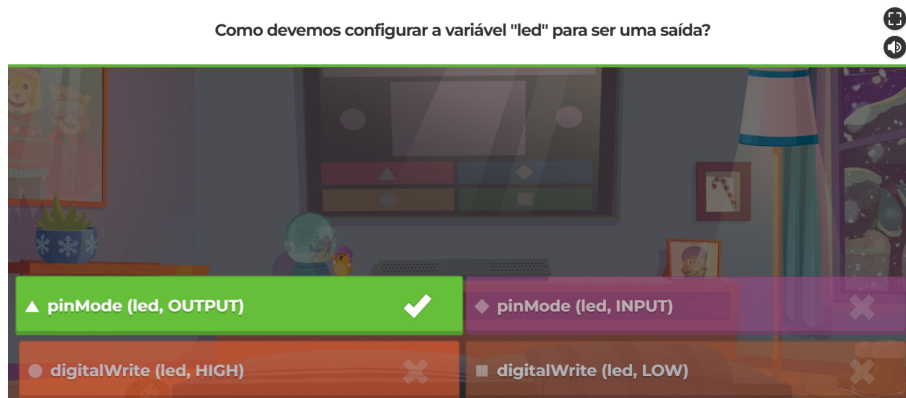 Como devemos configurar a variável "led" para ser uma saída?
pinMode (led, OUTPUT)
pinMode (led, INPUT)
digitalWrite (led, HIGH)
digitalWrite (led, LOW)